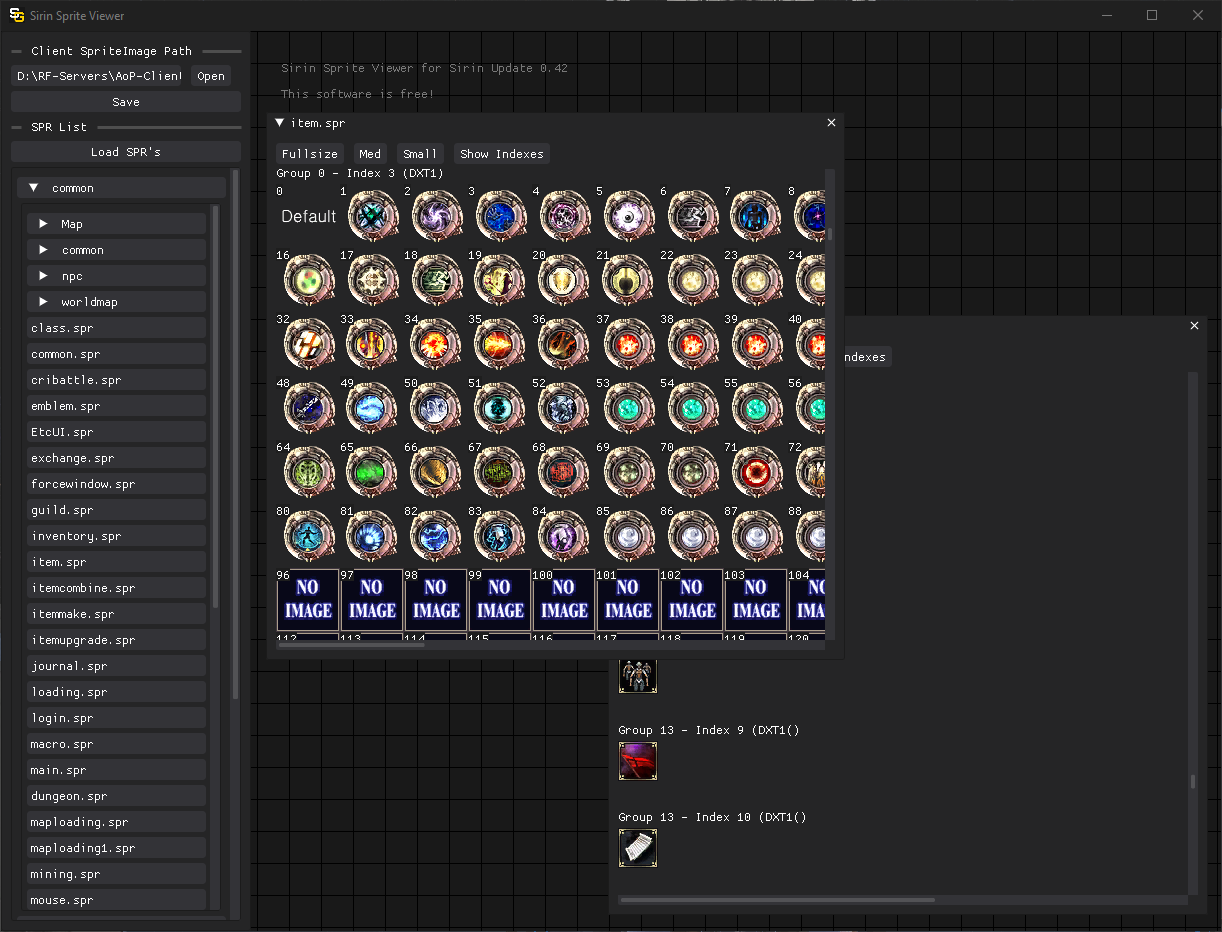 Sirin Sprite Viewer
Client SpriteImage Path
D:\RF-Servers\AoP-Client
Open
Save
SPR List
Load SPR's
common
Map
common
npc
worldmap
class.spr
common.spr
cribattle.spr
emblem.spr
EtcUI.spr
exchange.spr
forcewindow.spr
guild.spr
inventory.spr
item.spr
itemcombine.spr
itemmake.spr
itemupgrade.spr
journal.spr
loading.spr
login.spr
macro.spr
main.spr
dungeon.spr
maploading.spr
maploading1.spr
mining.spr
mouse.spr
Sirin Sprite Viewer for Sirin Update 0.42
This software is free!
item.spr
Fullsize Med Small Show Indexes
Group 0 - Index 3 (DXT1)
0 1 2 3 4 5 6 7 8
Default
16 17 18 19 20 21 22 23 24
32 33 34 35 36 37 38 39 40
48 49 50 51 52 53 54 55 56
64 65 66 67 68 69 70 71 72
80 81 82 83 84 85 86 87 88
96 97 98 99 100 101 102 103 104
NO NO NO NO NO NO NO NO NO
IMAGE IMAGE IMAGE IMAGE IMAGE IMAGE IMAGE IMAGE IMA
112 113 114 115 116 117 118 119 120
ndexes
Group 13 - Index 9 (DXT1()
Group 13 - Index 10 (DXT1()